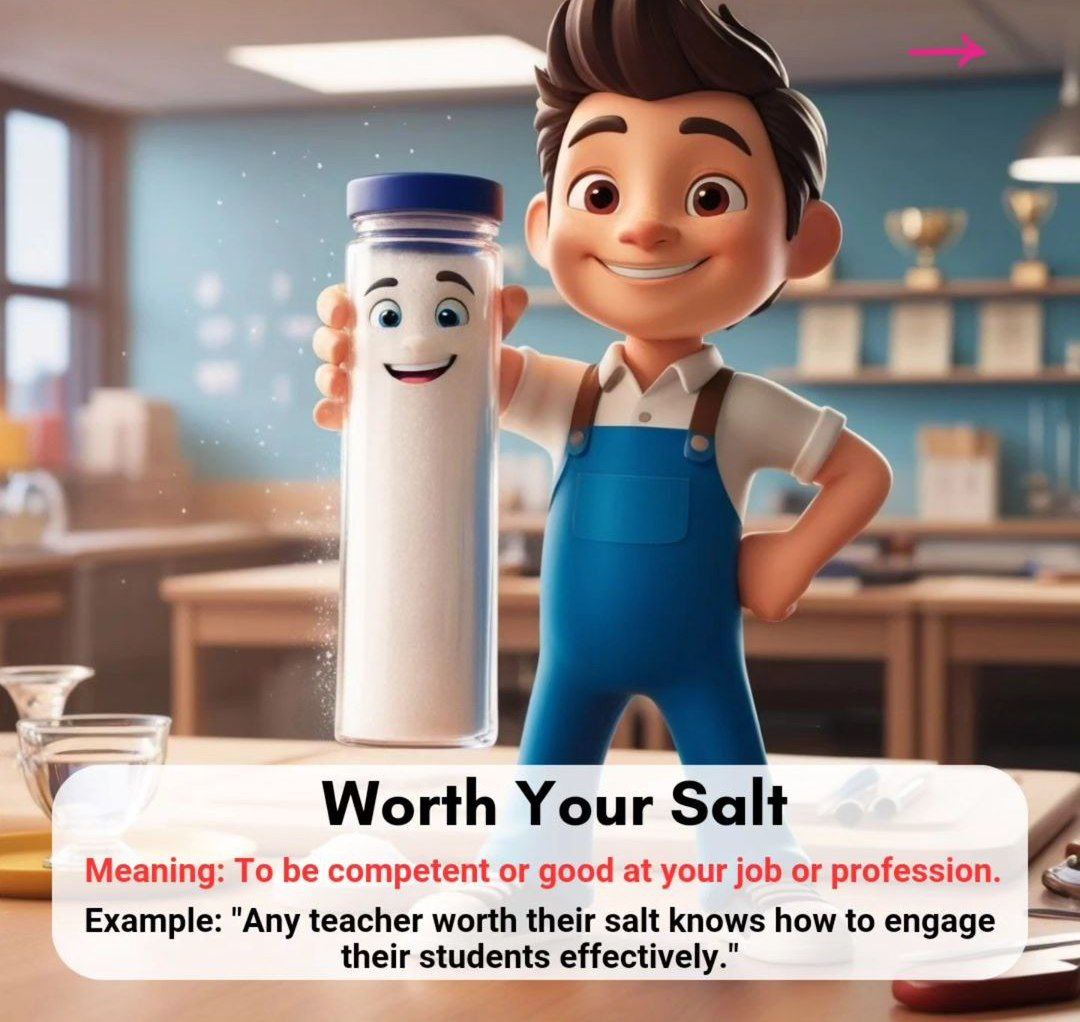 Worth Your Salt
Meaning: To be competent or good at your job or profession.
Example: "Any teacher worth their salt knows how to engage
their students effectively."